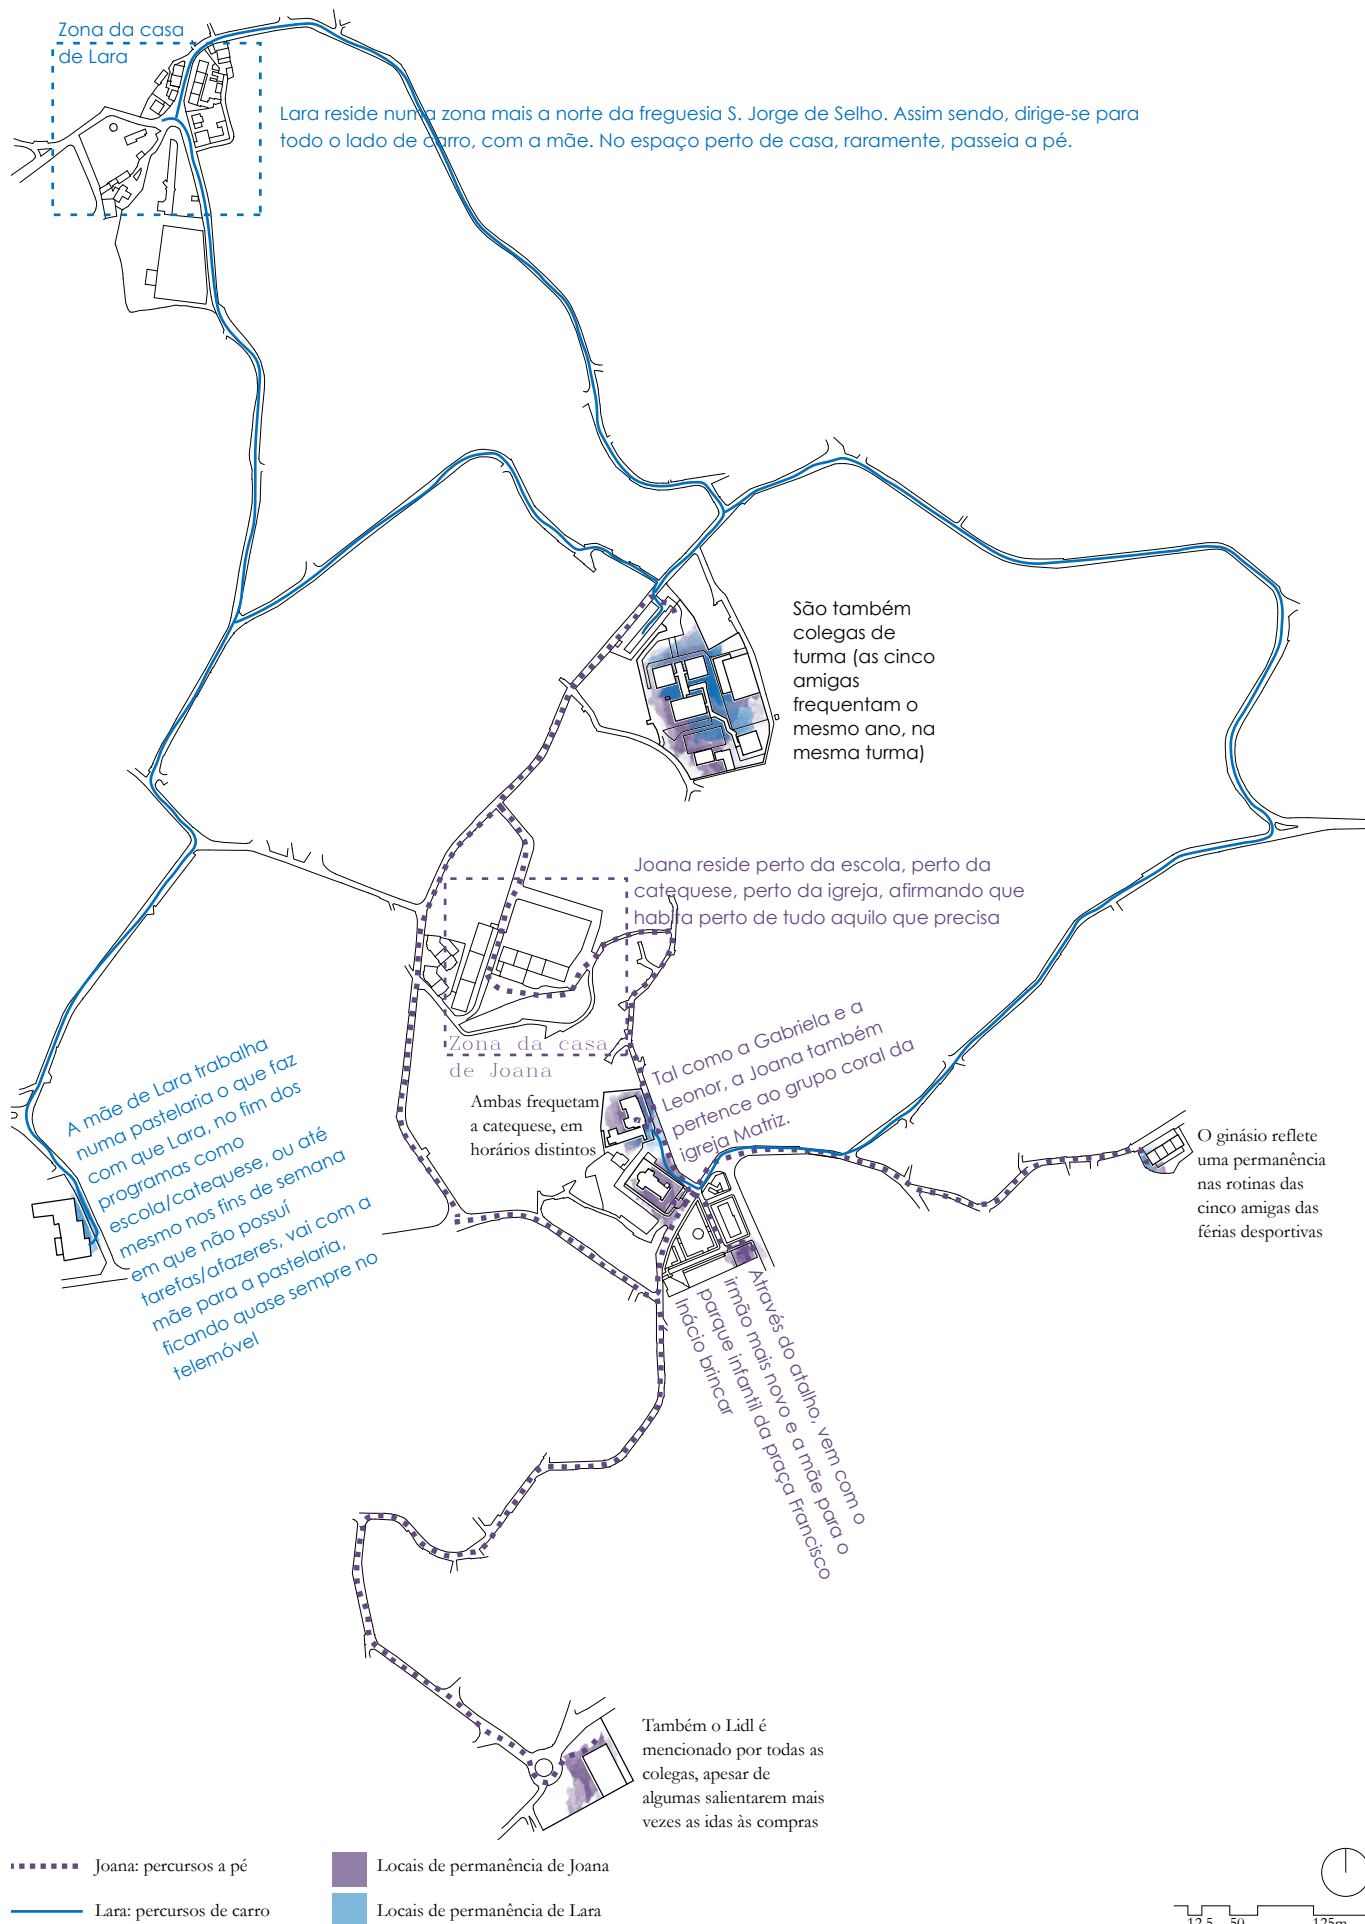 Zona da casa
de Lara
Lara reside numa zona mais a norte da freguesia S. Jorge de Selho. Assim sendo, dirige-se para
todo o lado de carro, com a mãe. No espaço perto de casa, raramente, passeia a pé.
São também
colegas de
turma (as cinco
amigas
frequentam o
mesmo ano, na
mesma turma)
Joana reside perto da escola, perto da
catequese, perto da igreja, afirmando que
habita perto de tudo aquilo que precisa
Zona da casa
de Joana
Tal como a Gabriela e a
Leonor, a Joana também
pertence ao grupo coral da
igreja Matriz.
Ambas frequetam
a catequese, em
horários distintos
A mãe de Lara trabalha
numa pastelaria o que faz
com que Lara, no fim dos
programas como
escola/catequese, ou até
mesmo nos fins de semana
em que não possuí
tarefas/afazeres, vai com a
mãe para a pastelaria,
ficando quase sempre no
telemóvel
O ginásio reflete
uma permanência
nas rotinas das
cinco amigas das
férias desportivas
Através do atalho, vem com o
irmão mais novo e a mãe para o
parque infantil da praça Francisco
Inácio brincar
Também o Lidl é
mencionado por todas as
colegas, apesar de
algumas salientarem mais
vezes as idas às compras
Joana: percursos a pé
Locais de permanência de Joana
Lara: percursos de carro
Locais de permanência de Lara
12.5 50 125m